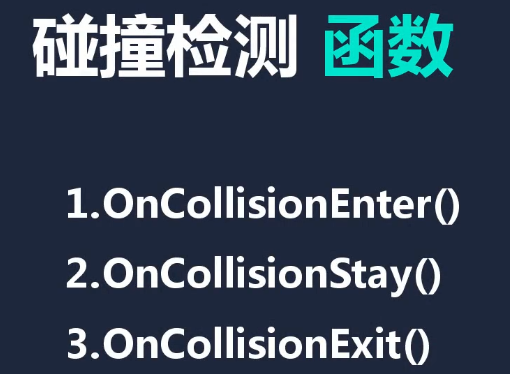 碰撞检测 函数
1.OnCollisionEnter()
2.OnCollisionStay()
3.OnCollisionExit()